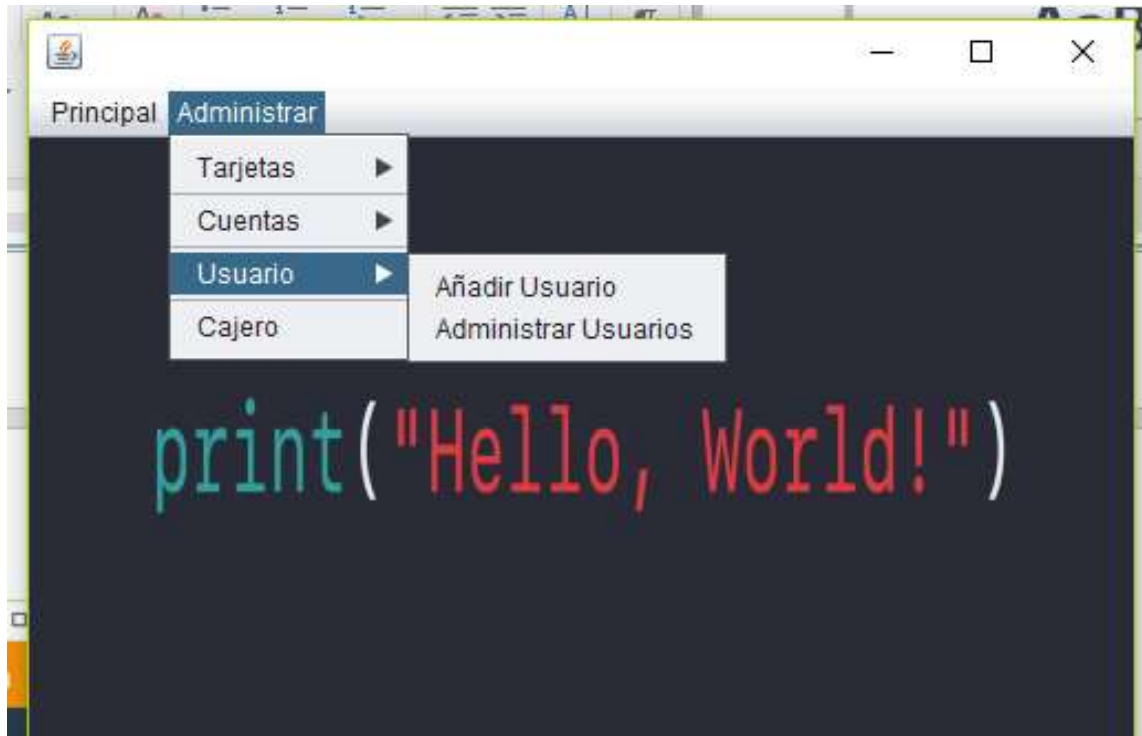 Principal Administrar
Tarjetas
Cuentas
Usuario
Cajero
Añadir Usuario
Administrar Usuarios
print("Hello, World!")